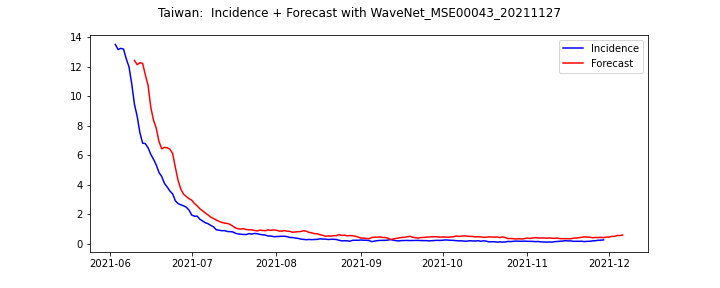 Taiwan:  Incidence + Forecast with WaveNet_MSE00043_20211127
Incidence
Forecast
14
12
10
8
6
4
2
0
2021-06 2021-07 2021-08 2021-09 2021-10 2021-11 2021-12